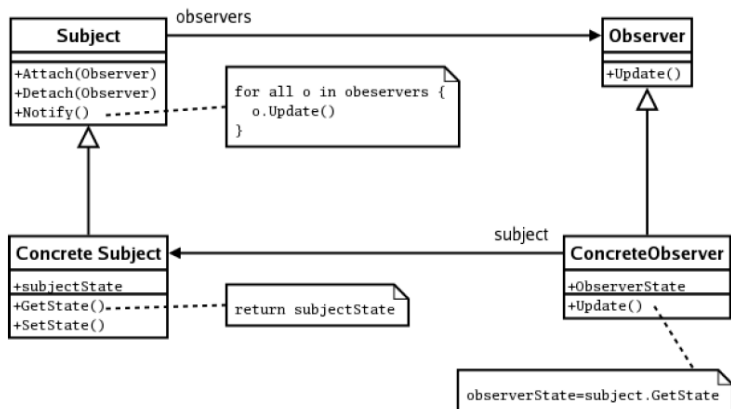 observers
Subject
+Attach(Observer)
+Detach(Observer)
+Notify()
for all o in obeservers {
o.Update()
}
Observer
+Update()
subject
Concrete Subject
+subjectState
+GetState()
+SetState()
return subjectState
ConcreteObserver
+ObserverState
+Update()
observerState=subject.GetState